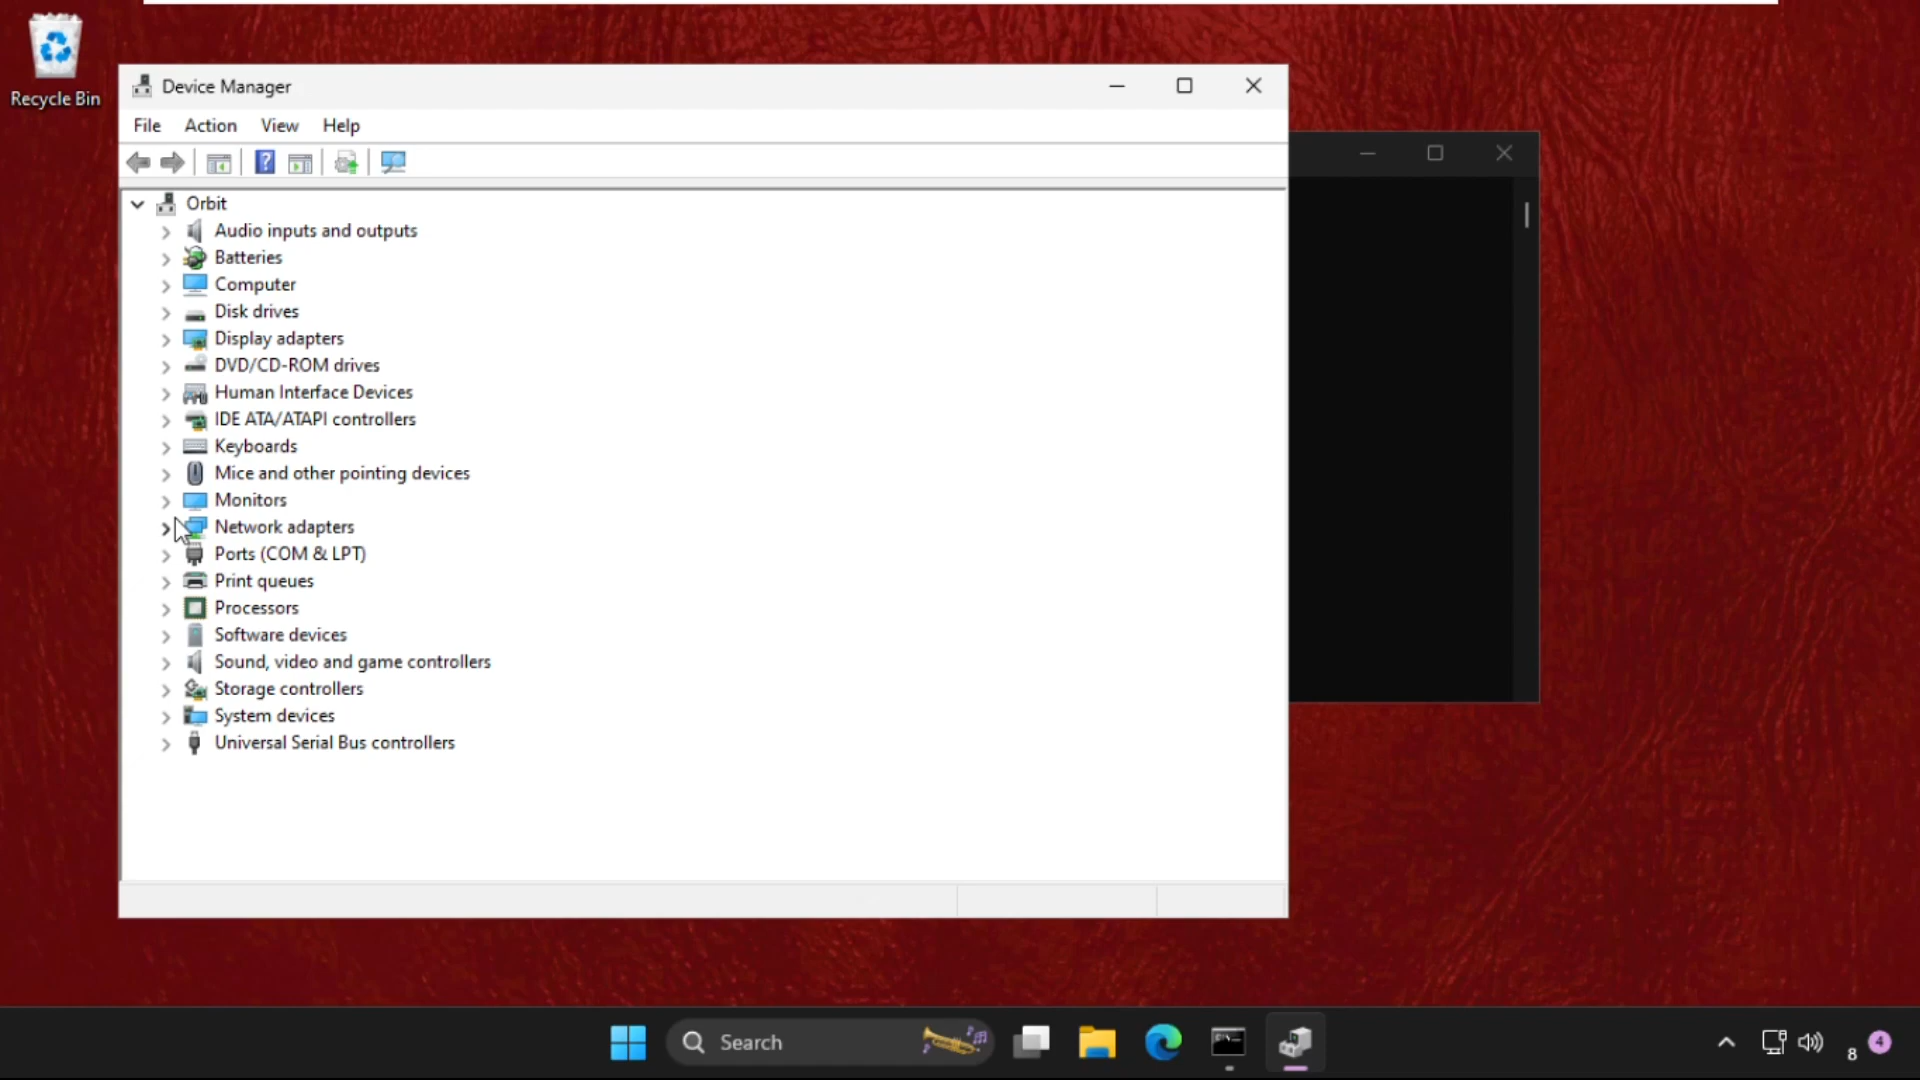 Recycle Bin
Device Manager
File Action View Help
Orbit
Audio inputs and outputs
Batteries
Computer
Disk drives
Display adapters
DVD/CD-ROM drives
Human Interface Devices
IDE ATA/ATAPI controllers
Keyboards
Mice and other pointing devices
Monitors
Network adapters
Ports (COM & LPT)
Print queues
Processors
Software devices
Sound, video and game controllers
Storage controllers
System devices
Universal Serial Bus controllers
Search
8 4